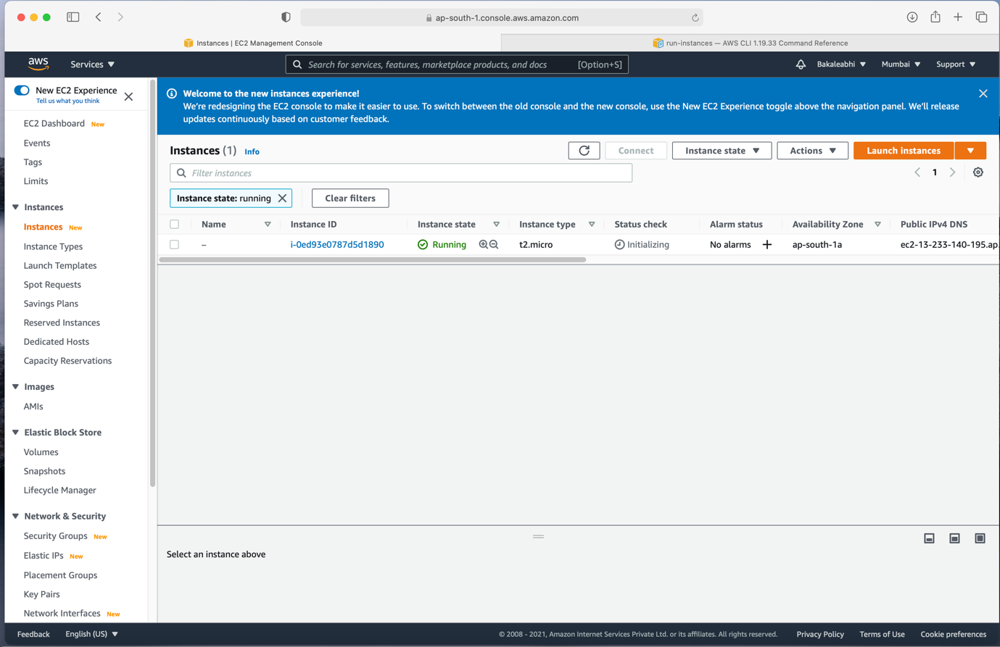 ap-south-1.console.aws.amazon.com
Instances | EC2 Management Console
run-instances — AWS CLI 1.19.33 Command Reference
aws
Services
Search for services, features, marketplace products, and docs
[Option+S]
Bakaleabhi
Mumbai
Support
New EC2 Experience
Tell us what you think
EC2 Dashboard New
Events
Tags
Limits
Instances
Instances New
Instance Types
Launch Templates
Spot Requests
Savings Plans
Reserved Instances
Dedicated Hosts
Capacity Reservations
Images
AMIs
Elastic Block Store
Volumes
Snapshots
Lifecycle Manager
Network & Security
Security Groups New
Elastic IPs New
Placement Groups
Key Pairs
Network Interfaces New
Welcome to the new instances experience!
We're redesigning the EC2 console to make it easier to use. To switch between the old console and the new console, use the New EC2 Experience toggle above the navigation panel. We'll release
updates continuously based on customer feedback.
Instances (1) Info
Connect
Instance state
Actions
Launch instances
Filter instances
1
Instance state: running
Clear filters
Name Instance ID Instance state Instance type Status check Alarm status Availability Zone Public IPv4 DNS
– i-0ed93e0787d5d1890 Running t2.micro Initializing No alarms + ap-south-1a ec2-13-233-140-195.ap.
Select an instance above
Feedback
English (US)
© 2008 - 2021, Amazon Internet Services Private Ltd. or its affiliates. All rights reserved.
Privacy Policy
Terms of Use
Cookie preferences